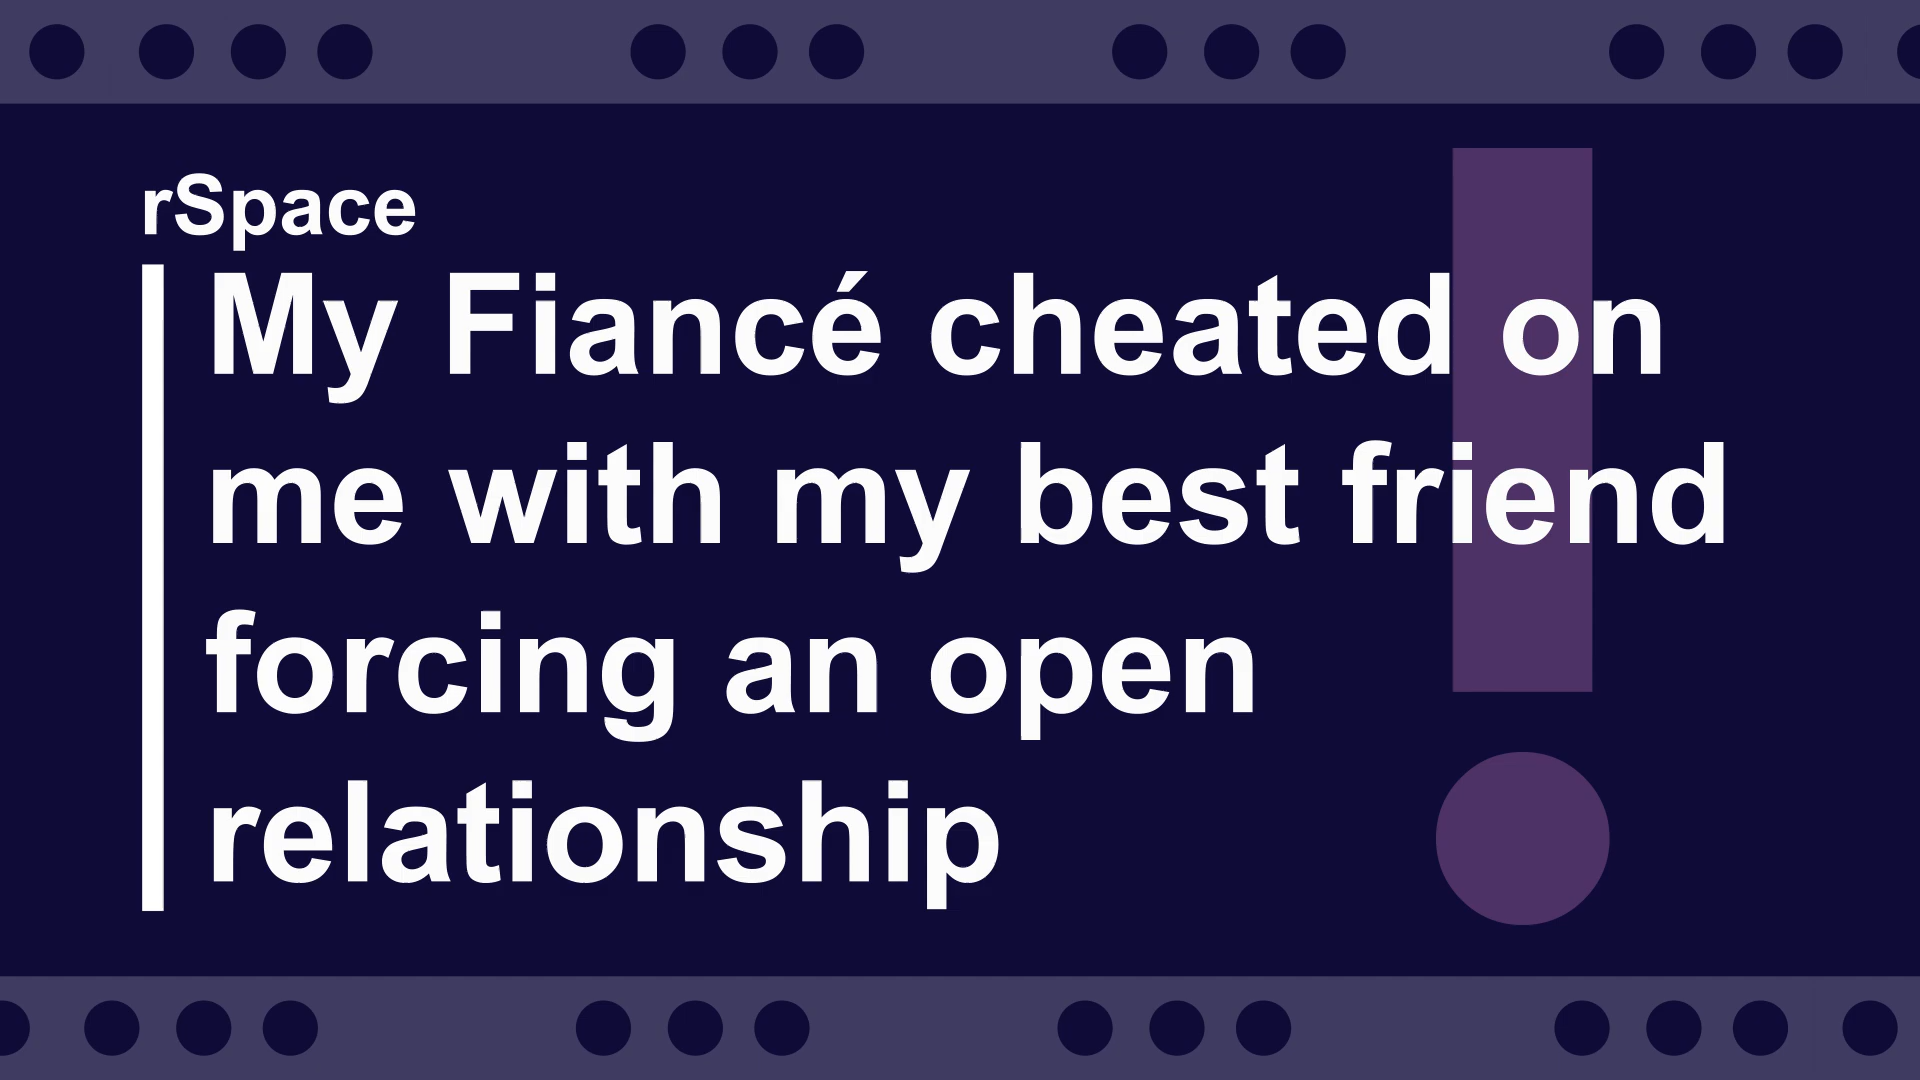 rSpace
My Fiancé cheated on
me with my best friend
forcing an open
relationship